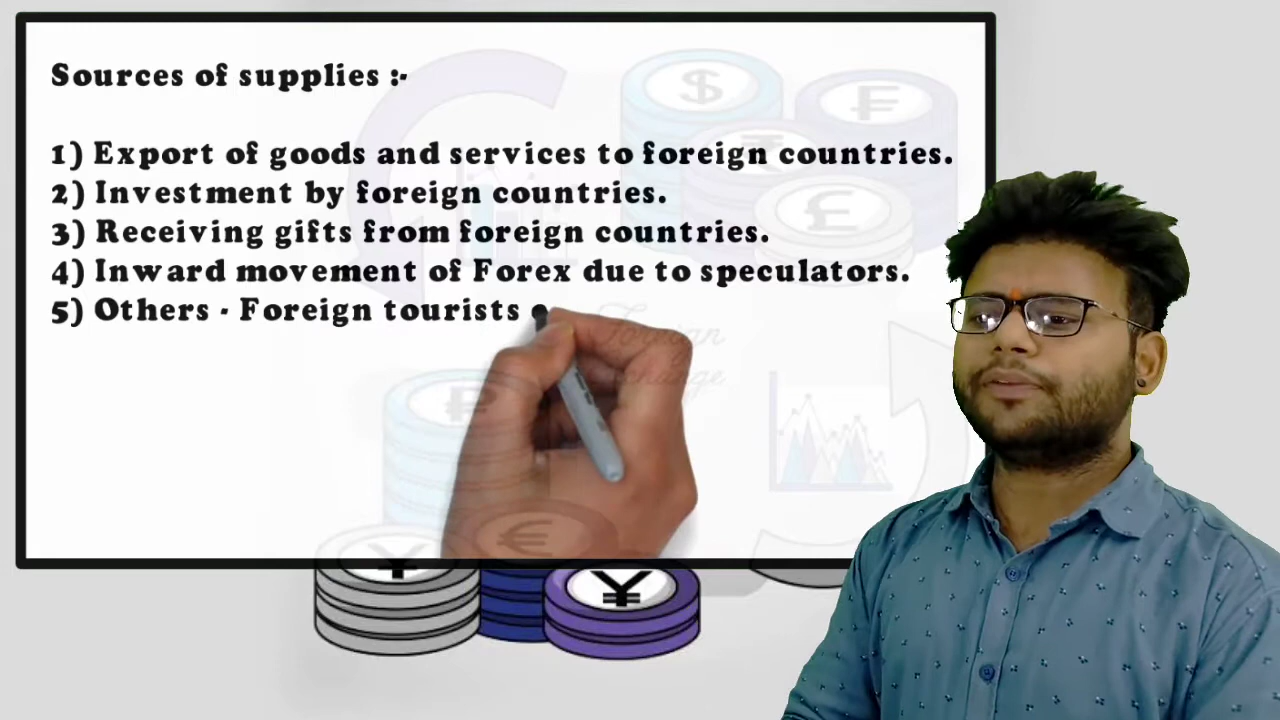 Sources of supplies :-
1) Export of goods and services to foreign countries.
2) Investment by foreign countries.
3) Receiving gifts from foreign countries.
4) Inward movement of Forex due to speculators.
5) Others - Foreign tourists
Foreign